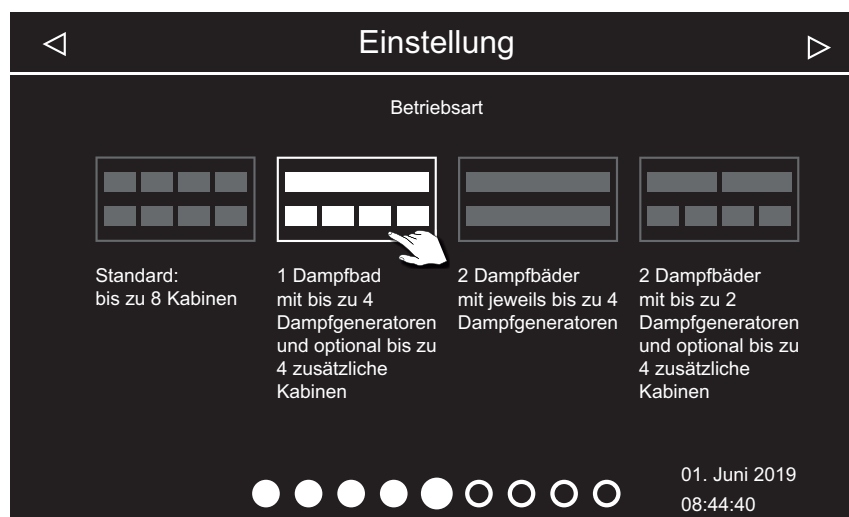 Einstellung
Betriebsart
Standard:
bis zu 8 Kabinen
1 Dampfbad
mit bis zu 4
Dampfgeneratoren
und optional bis zu
4 zusätzliche
Kabinen
2 Dampfbäder
mit jeweils bis zu 4
Dampfgeneratoren
2 Dampfbäder
mit bis zu 2
Dampfgeneratoren
und optional bis zu
4 zusätzliche
Kabinen
01. Juni 2019
08:44:40